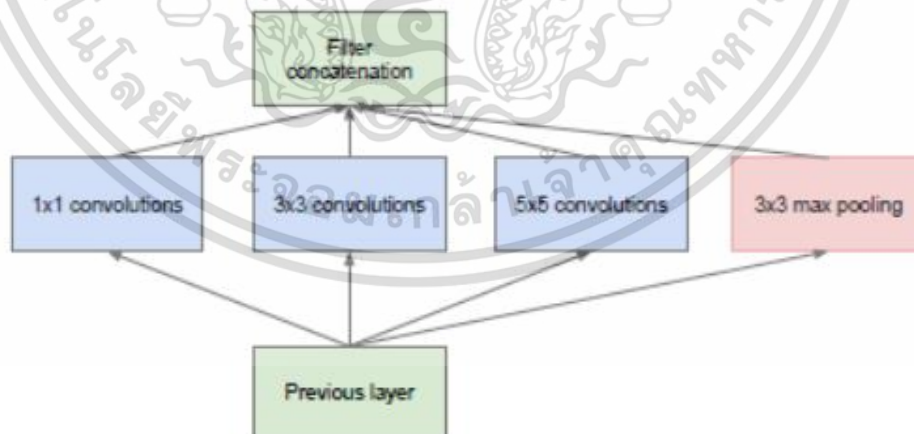 Filter
concatenation
1x1 convolutions
3x3 convolutions
5x5 convolutions
3x3 max pooling
Previous layer